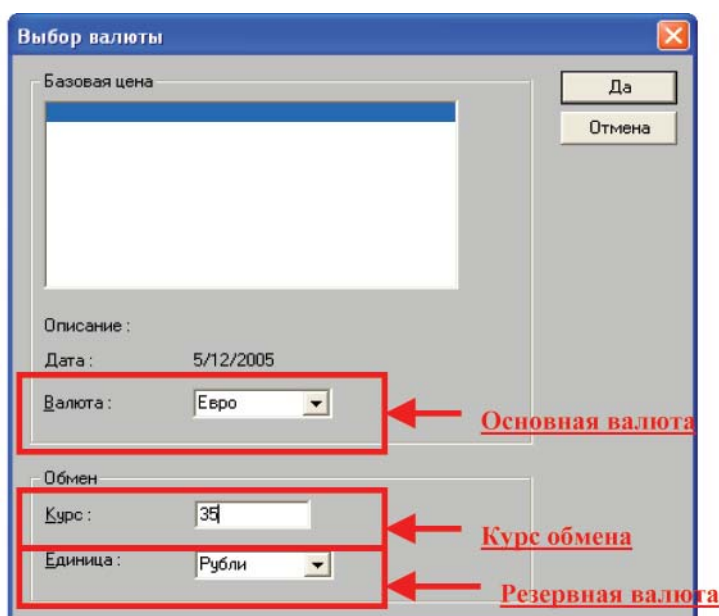 Выбор валюты
Базовая цена
Да
Отмена
Описание :
Дата : 5/12/2005
Валюта : Евро
Основная валюта
Обмен
Курс : 35
Курс обмена
Единица : Рубли
Резервная валюта